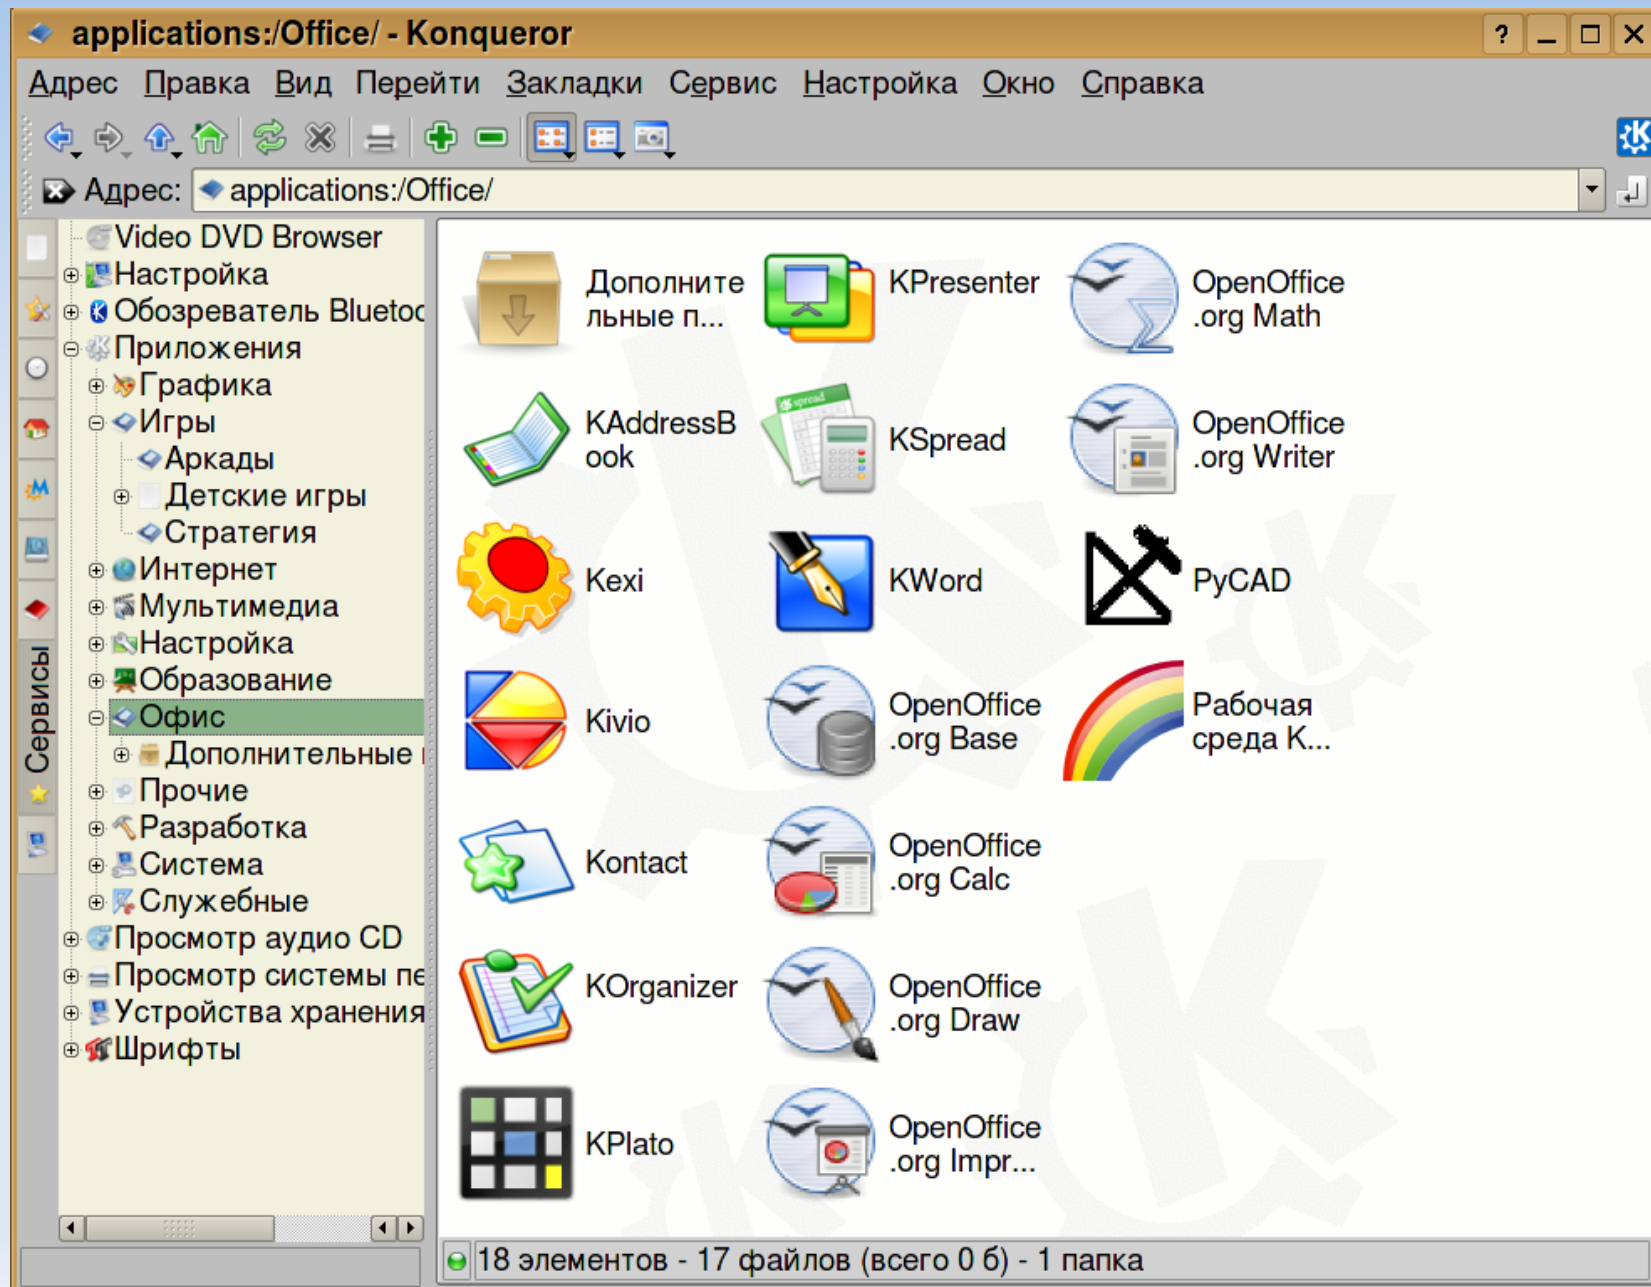 applications:/Office/ - Konqueror
Адрес Правка Вид Перейти Закладки Сервис Настройка Окно Справка
Адрес: applications:/Office/
Сервисы
Video DVD Browser
Настройка
Обозреватель Bluetoo
Приложения
Графика
Игры
Аркады
Детские игры
Стратегия
Интернет
Мультимедиа
Настройка
Образование
Офис
Дополнительные
Прочие
Разработка
Система
Служебные
Просмотр аудио CD
Просмотр системы пе
Устройства хранения
Шрифты
Дополните
льные п...
KAddressB
ook
Kexi
Kivio
Kontact
KOrganizer
KPlato
KPresenter
spread
KSpread
KWord
OpenOffice
.org Base
OpenOffice
.org Calc
OpenOffice
.org Draw
OpenOffice
.org Impr...
OpenOffice
.org Math
OpenOffice
.org Writer
PyCAD
Рабочая
среда K...
18 элементов - 17 файлов (всего 0 б) - 1 папка